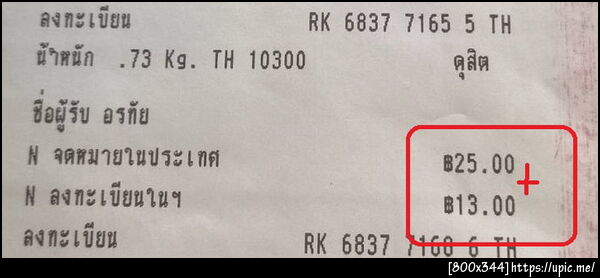 ลงทะเบียน RK 6837 7165 5 TH
น้ำหนัก .73 Kg. TH 10300 ดุสิต
ชื่อผู้รับ อรทัย
N จดหมายในประเทศ ฿25.00
+
N ลงทะเบียนในฯ ฿13.00
ลงทะเบียน RK 6837 7168 6 TH
[800x344] https://upic.me/